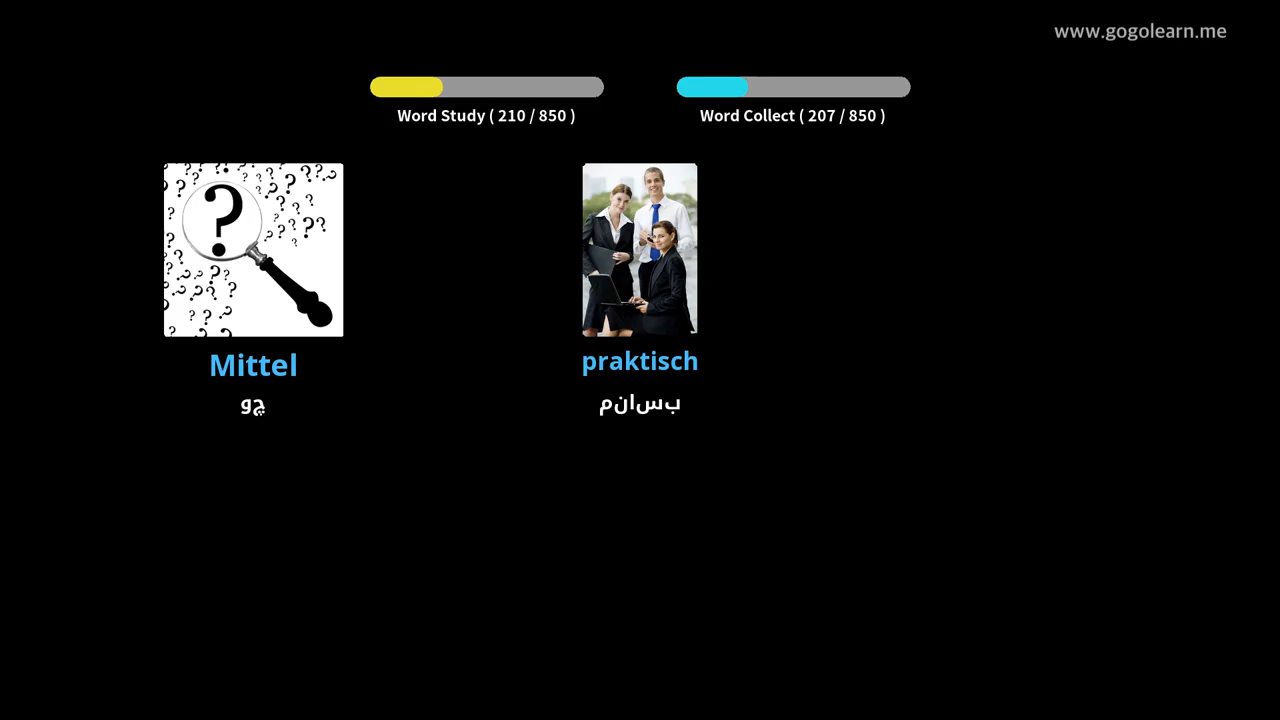 www.gogolearn.me
Word Study ( 210 / 850 )
Word Collect ( 207 / 850 )
Mittel
چو
praktisch
بسانم